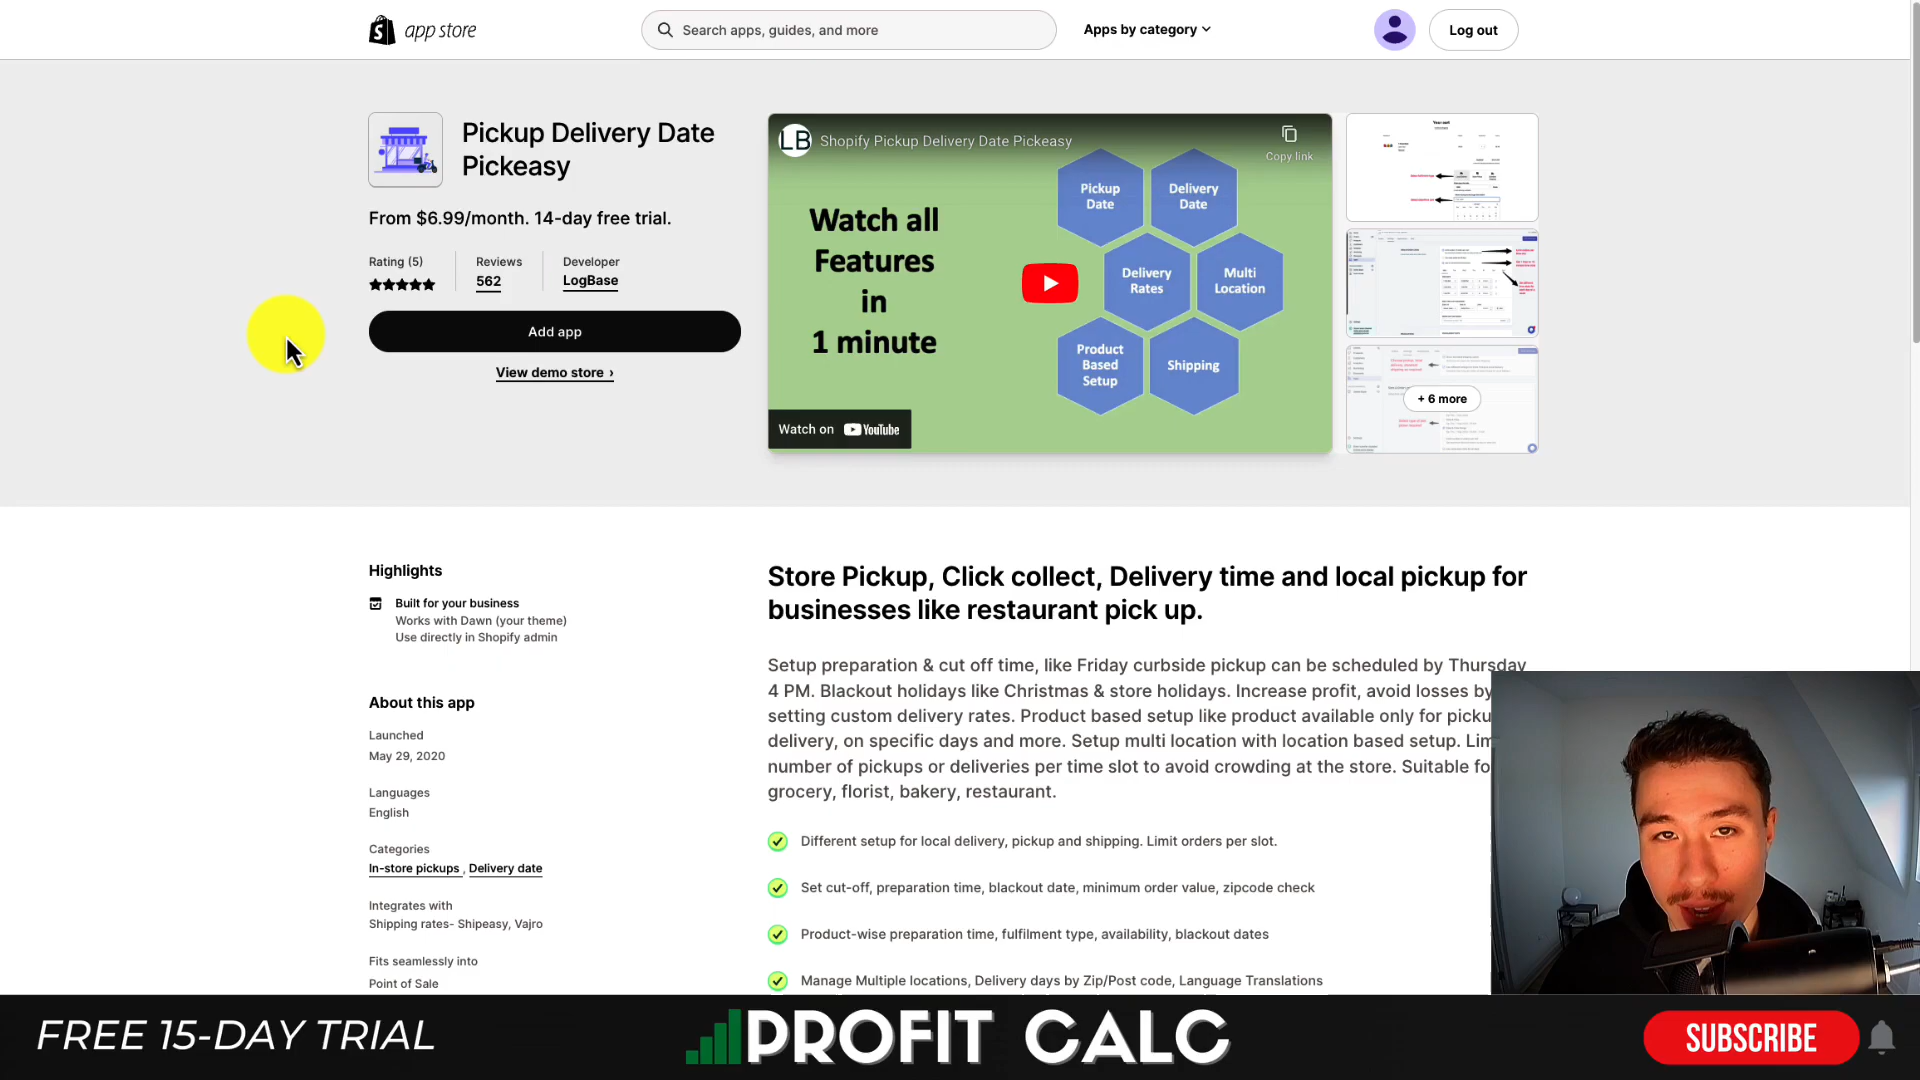 app store
Search apps, guides, and more
Apps by category
Log out
Pickup Delivery Date
Pickeasy
From $6.99/month. 14-day free trial.
Rating (5)
Reviews
562
Developer
LogBase
Add app
View demo store ›
LB
Shopify Pickup Delivery Date Pickeasy
Copy link
Watch all
Features
in
1 minute
Pickup
Date
Delivery
Date
Delivery
Rates
Multi
Location
Product
Based
Setup
Shipping
Watch on YouTube
Your cart
+ 6 more
Highlights
Built for your business
Works with Dawn (your theme)
Use directly in Shopify admin
About this app
Launched
May 29, 2020
Languages
English
Categories
In-store pickups , Delivery date
Integrates with
Shipping rates- Shipeasy, Vajro
Fits seamlessly into
Point of Sale
Store Pickup, Click collect, Delivery time and local pickup for
businesses like restaurant pick up.
Setup preparation & cut off time, like Friday curbside pickup can be scheduled by Thursday
4 PM. Blackout holidays like Christmas & store holidays. Increase profit, avoid losses by
setting custom delivery rates. Product based setup like product available only for picku
delivery, on specific days and more. Setup multi location with location based setup. Lim
number of pickups or deliveries per time slot to avoid crowding at the store. Suitable fo
grocery, florist, bakery, restaurant.
Different setup for local delivery, pickup and shipping. Limit orders per slot.
Set cut-off, preparation time, blackout date, minimum order value, zipcode check
Product-wise preparation time, fulfilment type, availability, blackout dates
Manage Multiple locations, Delivery days by Zip/Post code, Language Translations
FREE 15-DAY TRIAL
PROFIT CALC
SUBSCRIBE